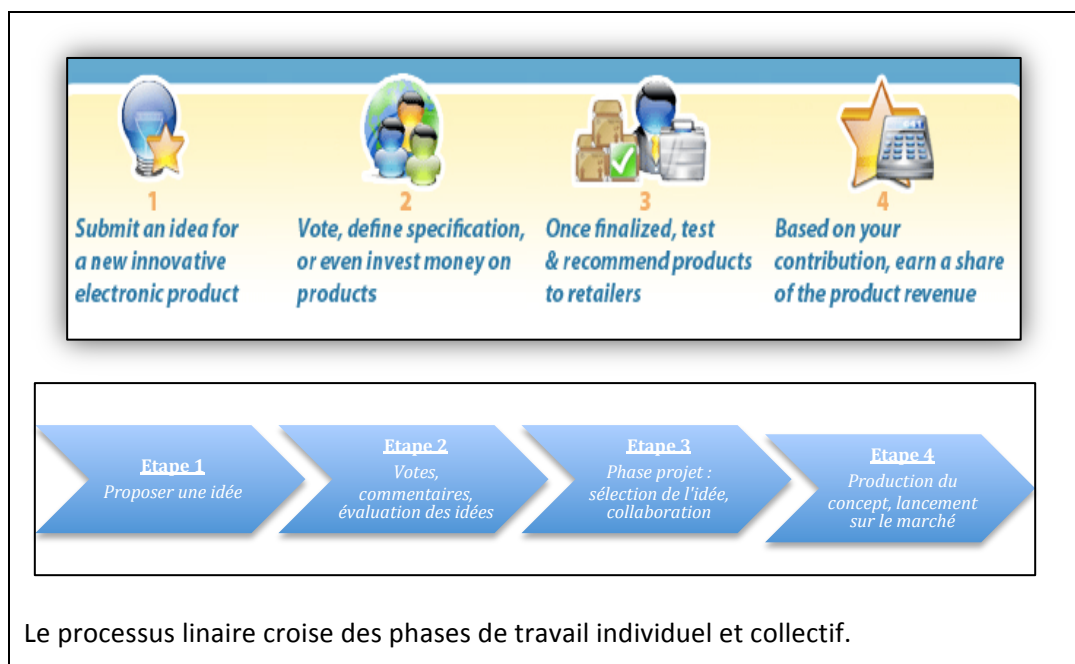 1
Submit an idea for
a new innovative
electronic product
2
Vote, define specification,
or even invest money on
products
3
Once finalized, test
& recommend products
to retailers
4
Based on your
contribution, earn a share
of the product revenue
Etape 1
Proposer une idée
Etape 2
Votes,
commentaires,
évaluation des idées
Etape 3
Phase projet :
sélection de l'idée,
collaboration
Etape 4
Production du
concept, lancement
sur le marché
Le processus linaire croise des phases de travail individuel et collectif.